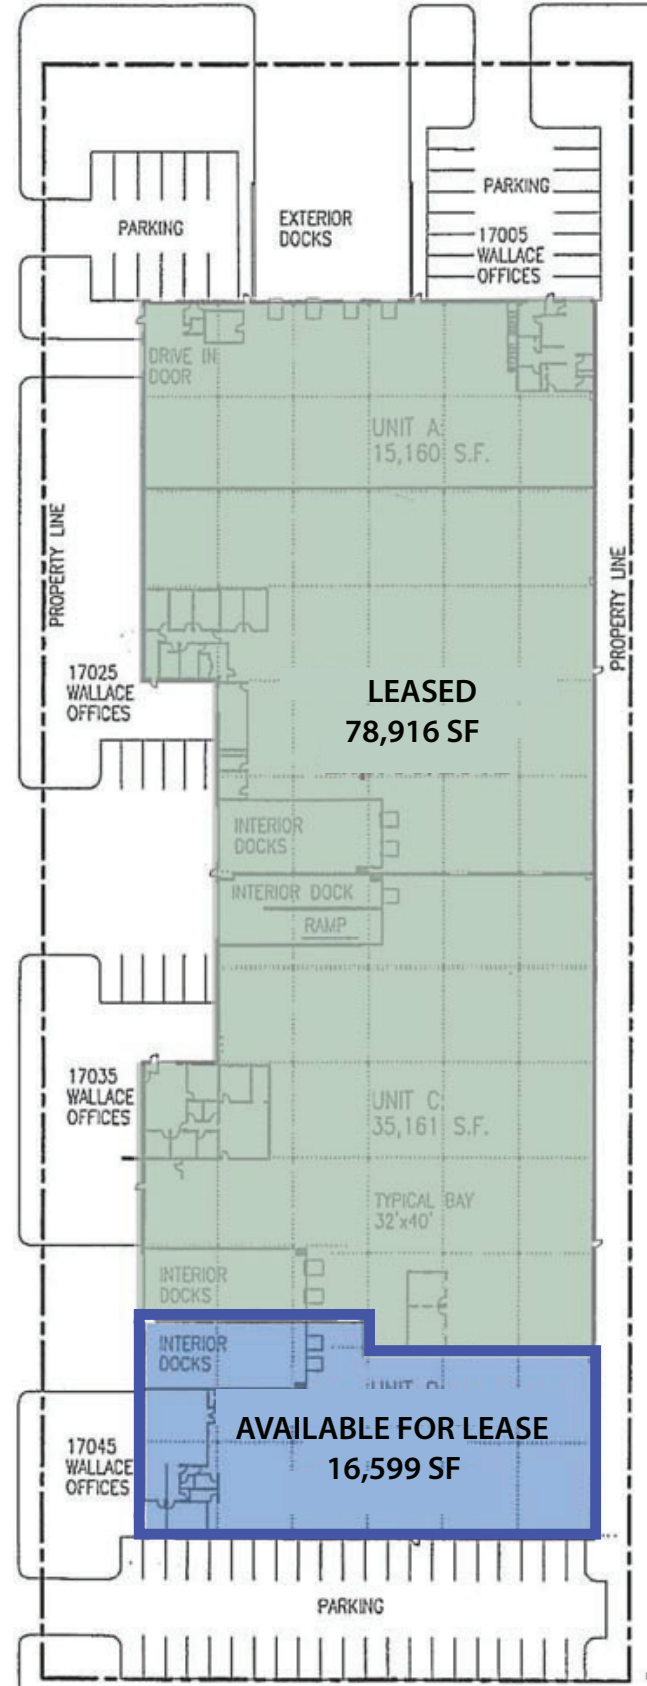 PARKING
EXTERIOR
DOCKS
PARKING
17005
WALLACE
OFFICES
DRIVE IN
DOOR
UNIT A
15,160 S.F.
PROPERTY LINE
PROPERTY LINE
17025
WALLACE
OFFICES
LEASED
78,916 SF
INTERIOR
DOCKS
INTERIOR DOCK
RAMP
17035
WALLACE
OFFICES
UNIT C
35,161 S.F.
TYPICAL BAY
32'x40'
INTERIOR
DOCKS
INTERIOR
DOCKS
UNIT
AVAILABLE FOR LEASE
16,599 SF
17045
WALLACE
OFFICES
PARKING